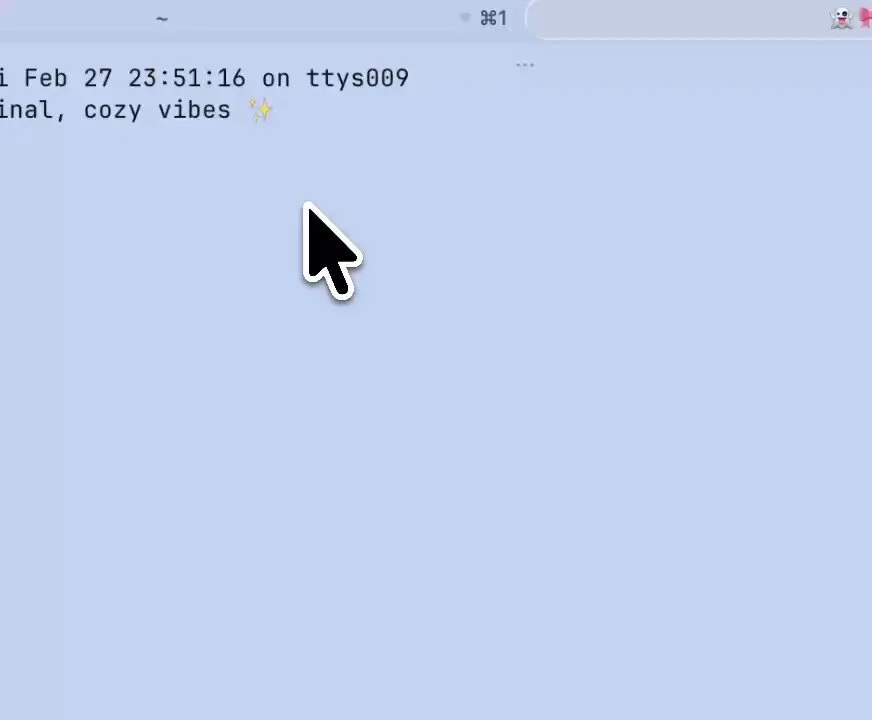 ~ ⌘1 👻
i Feb 27 23:51:16 on ttys009
inal, cozy vibes ✨